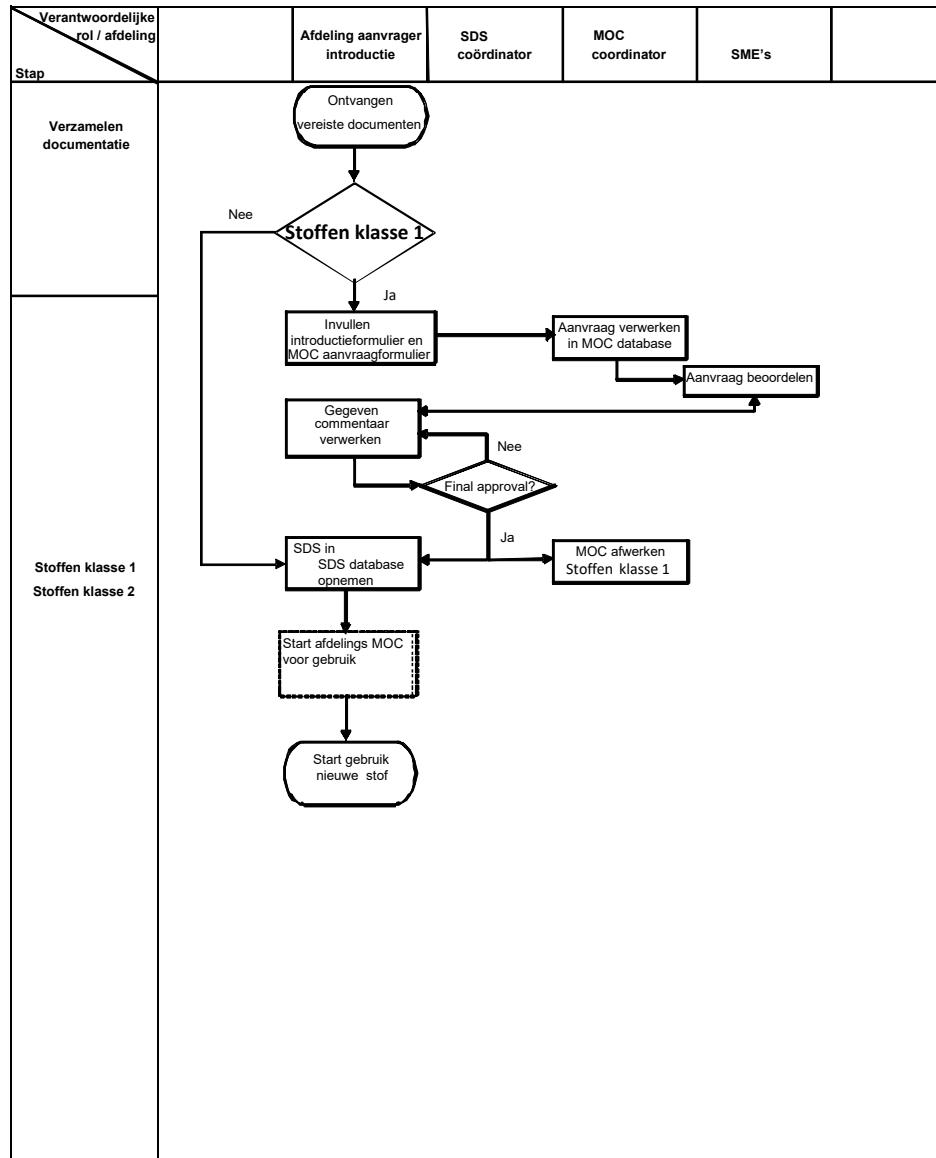 Verantwoordelijke
rol / afdeling
Stap
Afdeling aanvrager
introductie
SDS
coördinator
MOC
coordinator
SME's
Verzamelen
documentatie
Ontvangen
vereiste documenten
Nee
Stoffen klasse 1
Ja
Invullen
introductieformulier en
MOC aanvraagformulier
Aanvraag verwerken
in MOC database
Aanvraag beoordelen
Gegeven
commentaar
verwerken
Nee
Final approval?
Ja
Stoffen klasse 1
Stoffen klasse 2
SDS in
SDS database
opnemen
MOC afwerken
Stoffen klasse 1
Start afdelings MOC
voor gebruik
Start gebruik
nieuwe stof